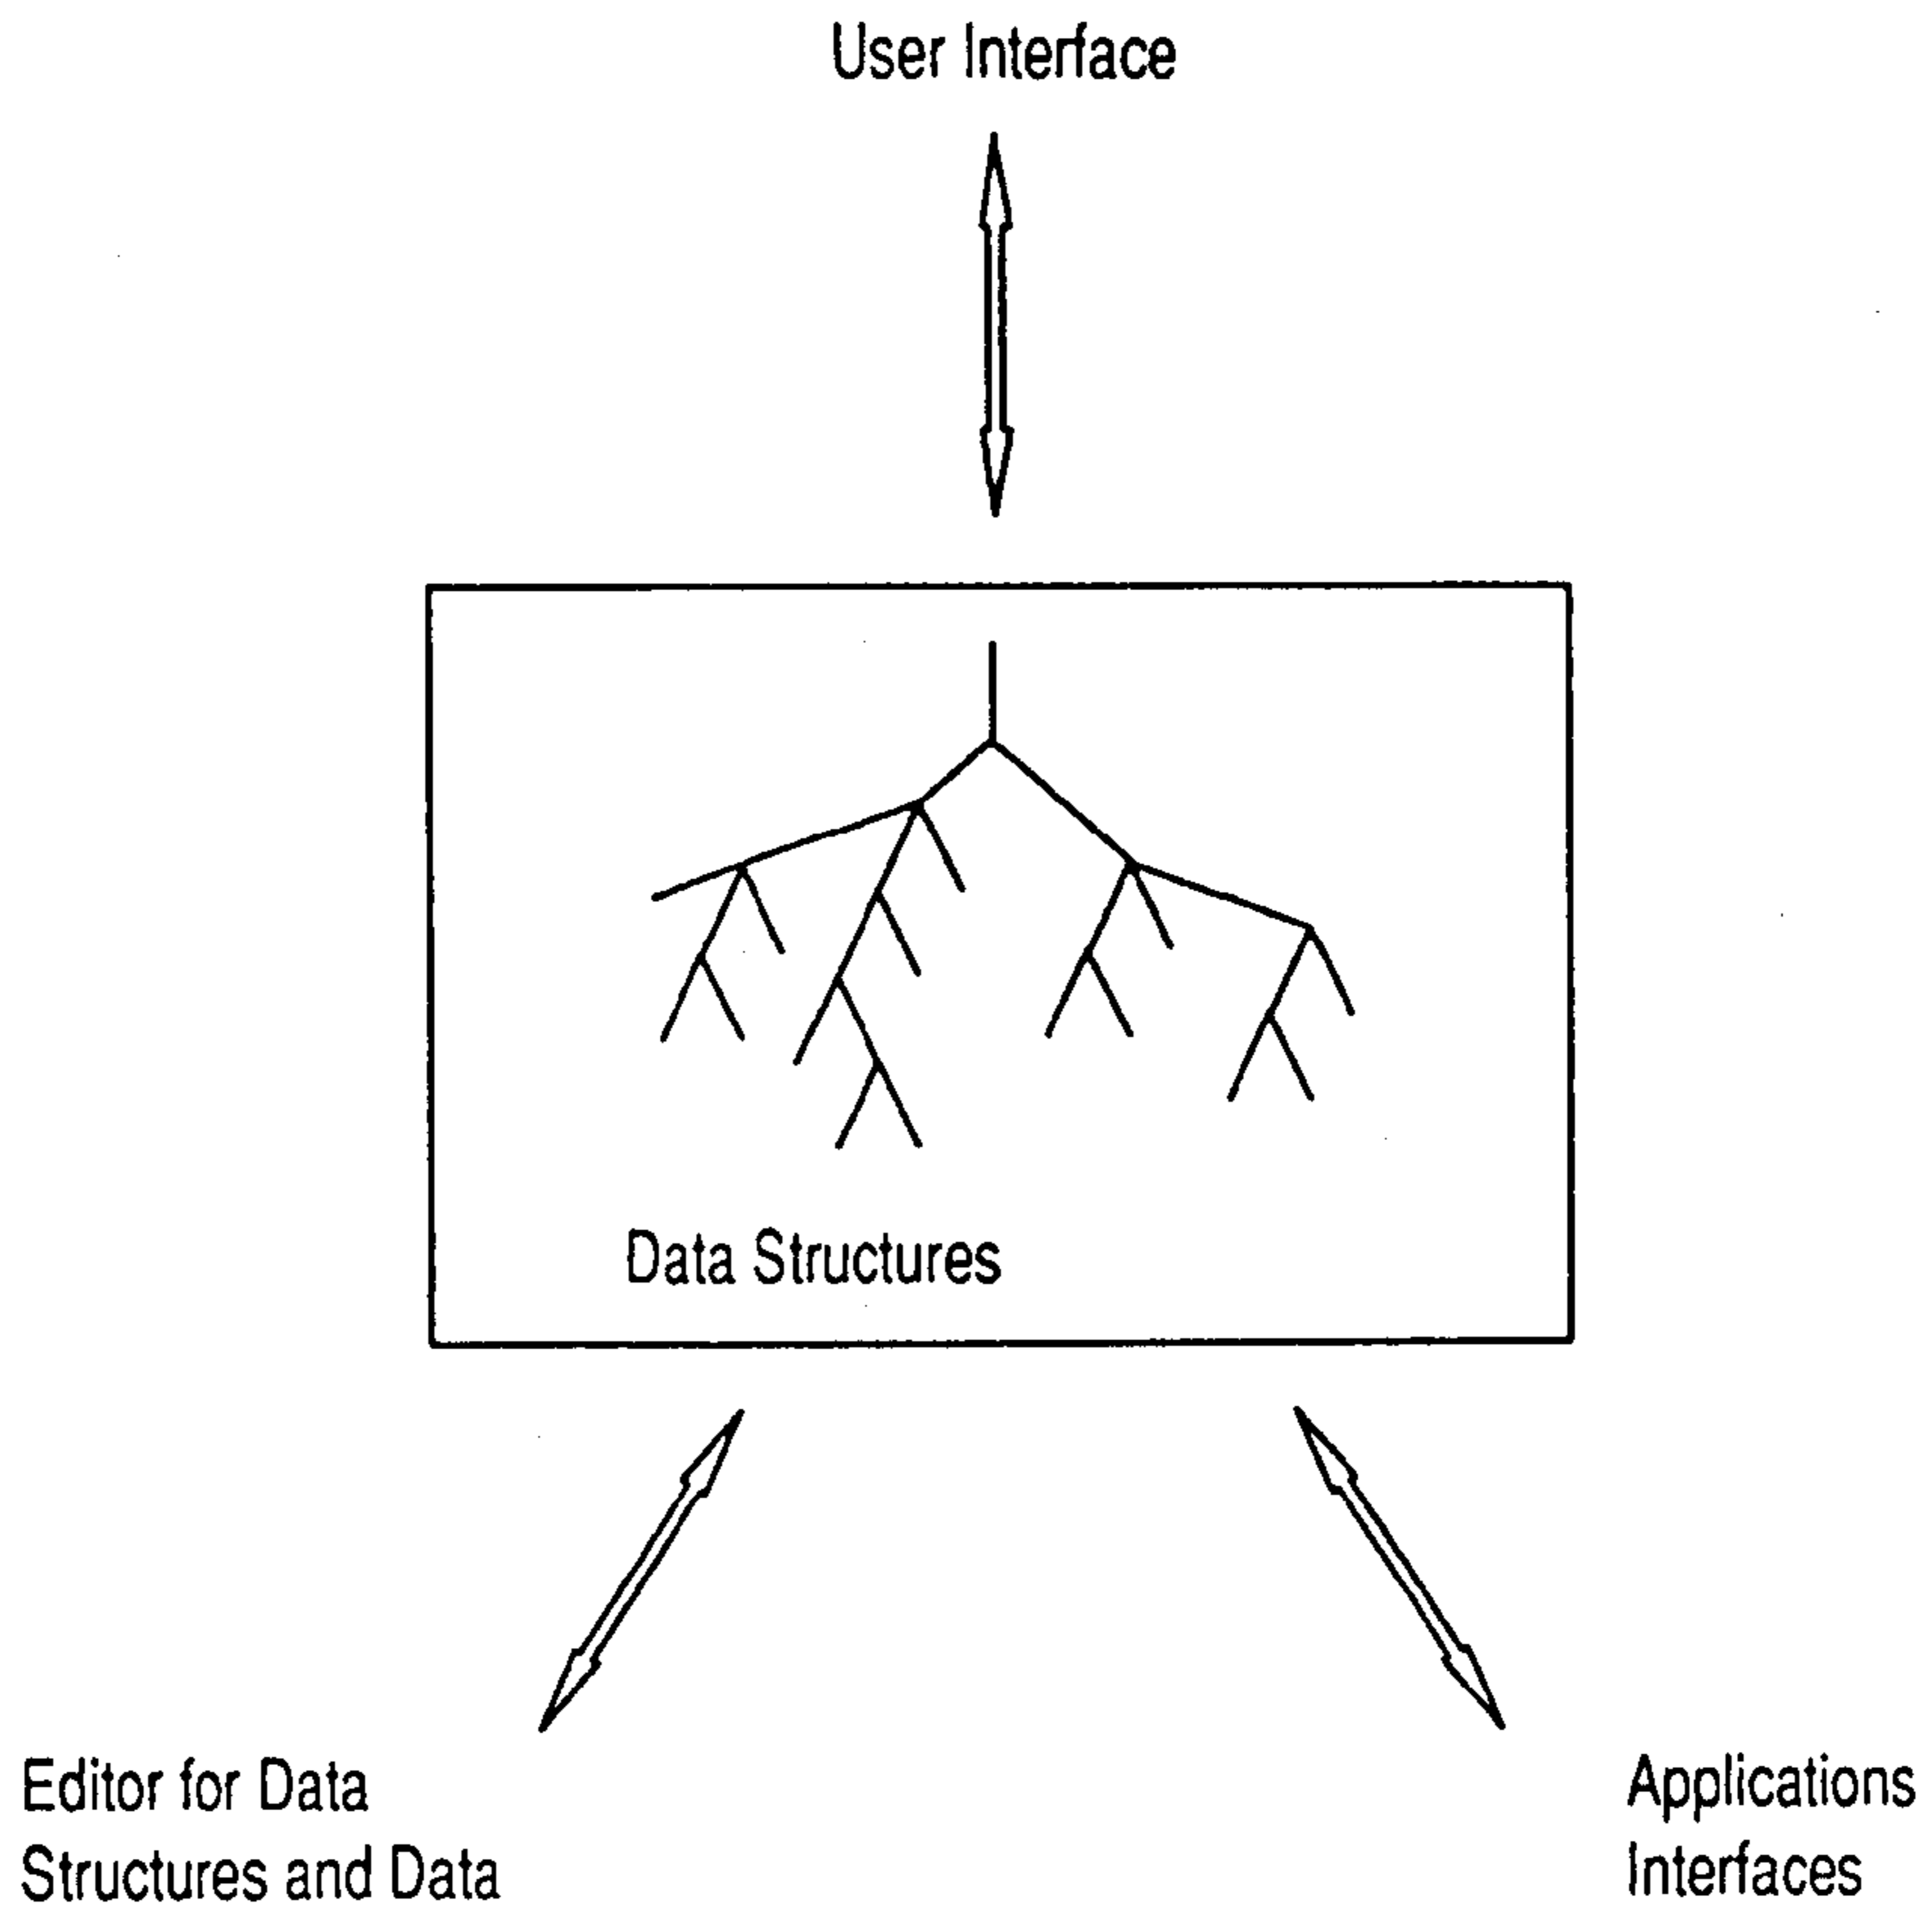 User Interface
Data Structures
Editor for Data
Structures and Data
Applications
Interfaces